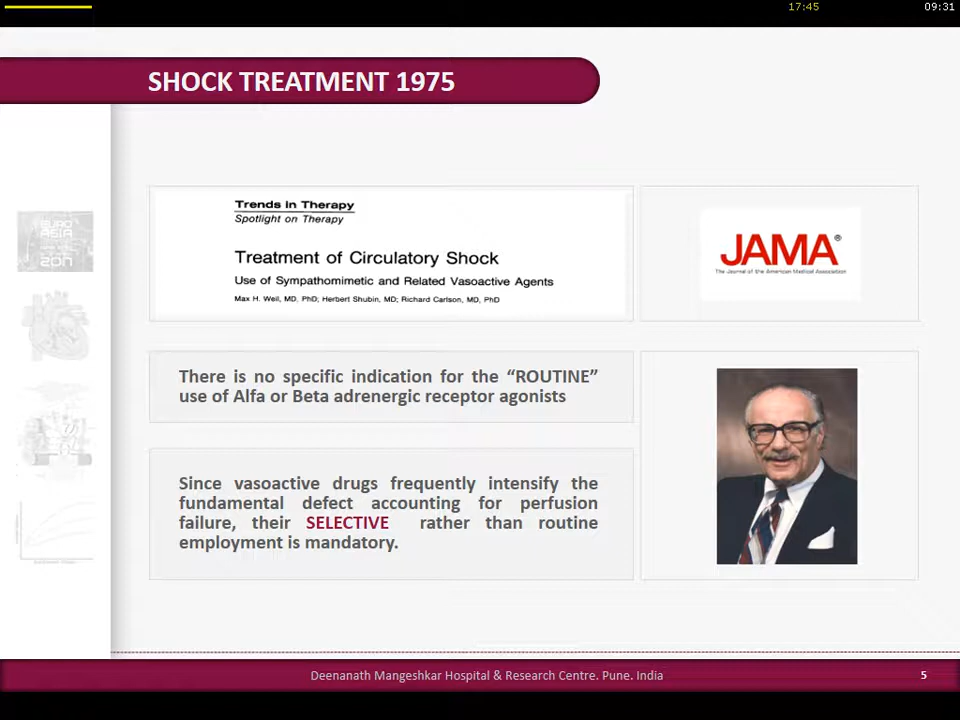 17:45
09:31
SHOCK TREATMENT 1975
Trends in Therapy
Spotlight on Therapy
Treatment of Circulatory Shock
Use of Sympathomimetic and Related Vasoactive Agents
Max H. Weil, MD, PhD; Herbert Shubin, MD; Richard Carlson, MD, PhD
JAMA®
The Journal of the American Medical Association
There is no specific indication for the “ROUTINE”
use of Alfa or Beta adrenergic receptor agonists
Since vasoactive drugs frequently intensify the
fundamental defect accounting for perfusion
failure, their SELECTIVE rather than routine
employment is mandatory.
EURO
ASIA
2011
Deenanath Mangeshkar Hospital & Research Centre. Pune. India
5